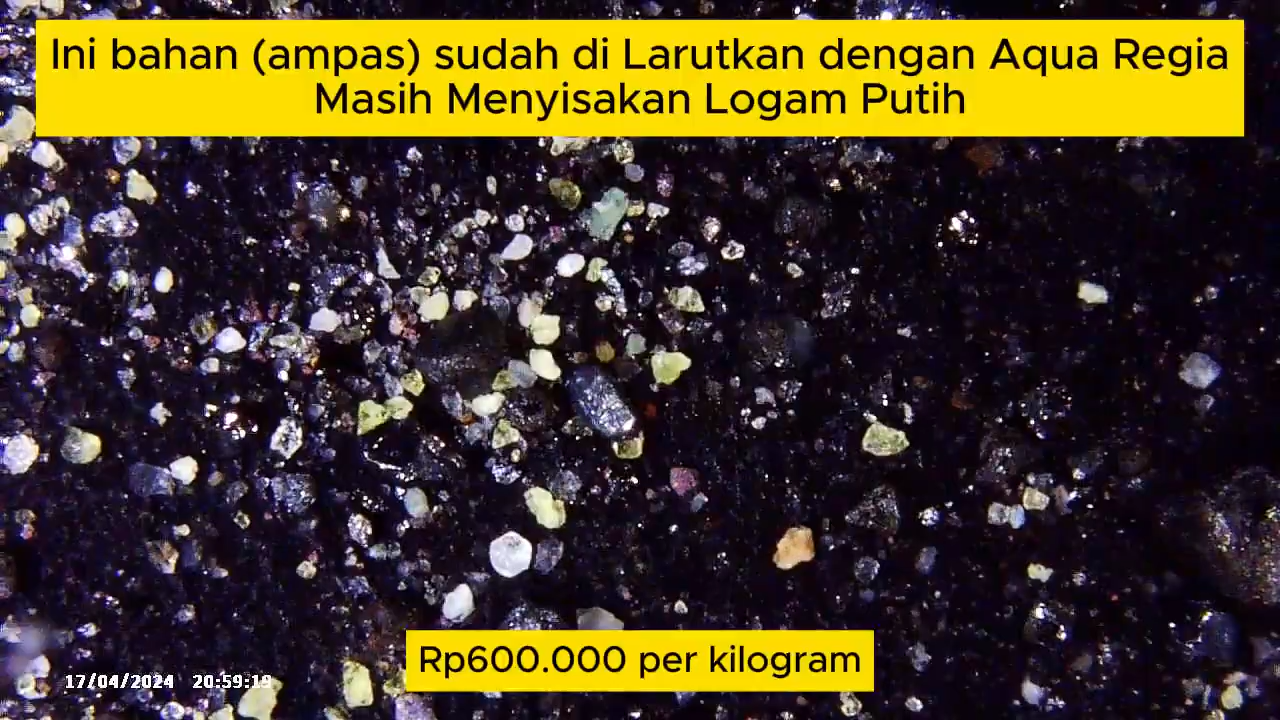 Ini bahan (ampas) sudah di Larutkan dengan Aqua Regia
Masih Menyisakan Logam Putih
Rp600.000 per kilogram
17/04/2024 20:59:19